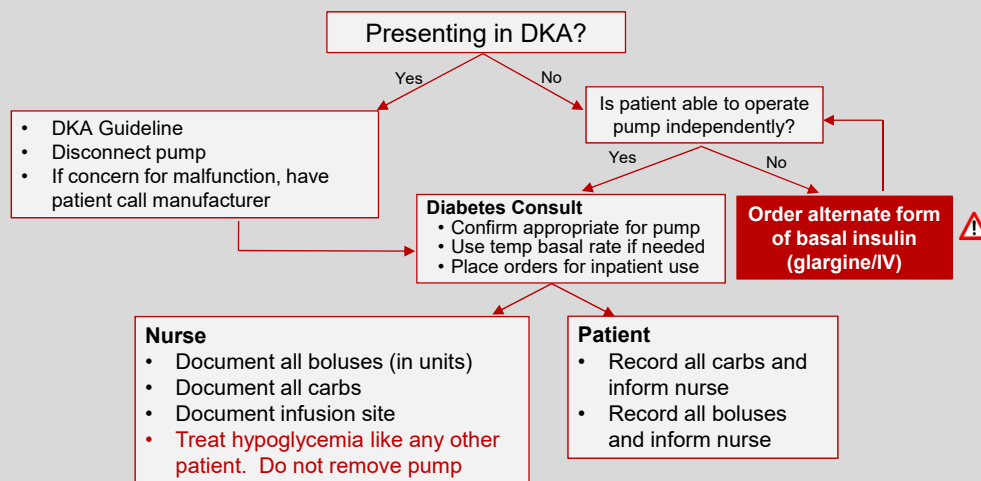 Presenting in DKA?
Yes
No
• DKA Guideline
• Disconnect pump
• If concern for malfunction, have
patient call manufacturer
Is patient able to operate
pump independently?
Yes
No
Diabetes Consult
• Confirm appropriate for pump
• Use temp basal rate if needed
• Place orders for inpatient use
Order alternate form
of basal insulin
(glargine/IV)
!
Nurse
• Document all boluses (in units)
• Document all carbs
• Document infusion site
• Treat hypoglycemia like any other
patient. Do not remove pump
Patient
• Record all carbs and
inform nurse
• Record all boluses
and inform nurse